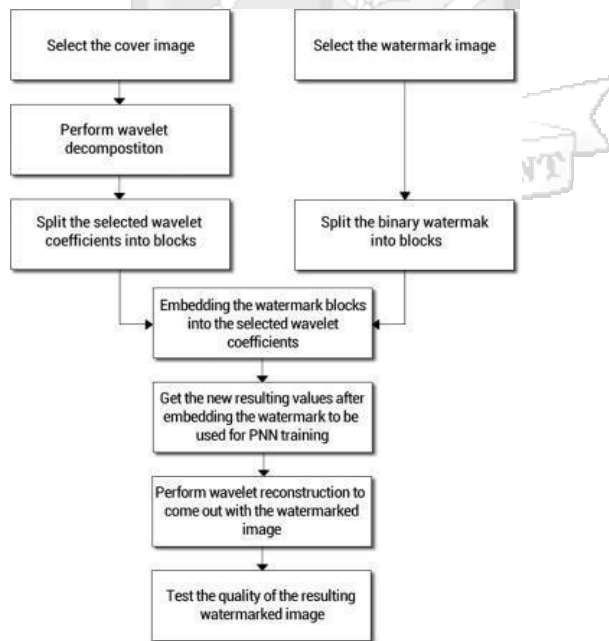 Select the cover image
Select the watermark image
Perform wavelet
decompostiton
Split the selected wavelet
coefficients into blocks
Split the binary watermak
into blocks
Embedding the watermark blocks
into the selected wavelet
coefficients
Get the new resulting values after
embedding the watermark to be
used for PNN training
Perform wavelet reconstruction to
come out with the watermarked
image
Test the quality of the resulting
watermarked image